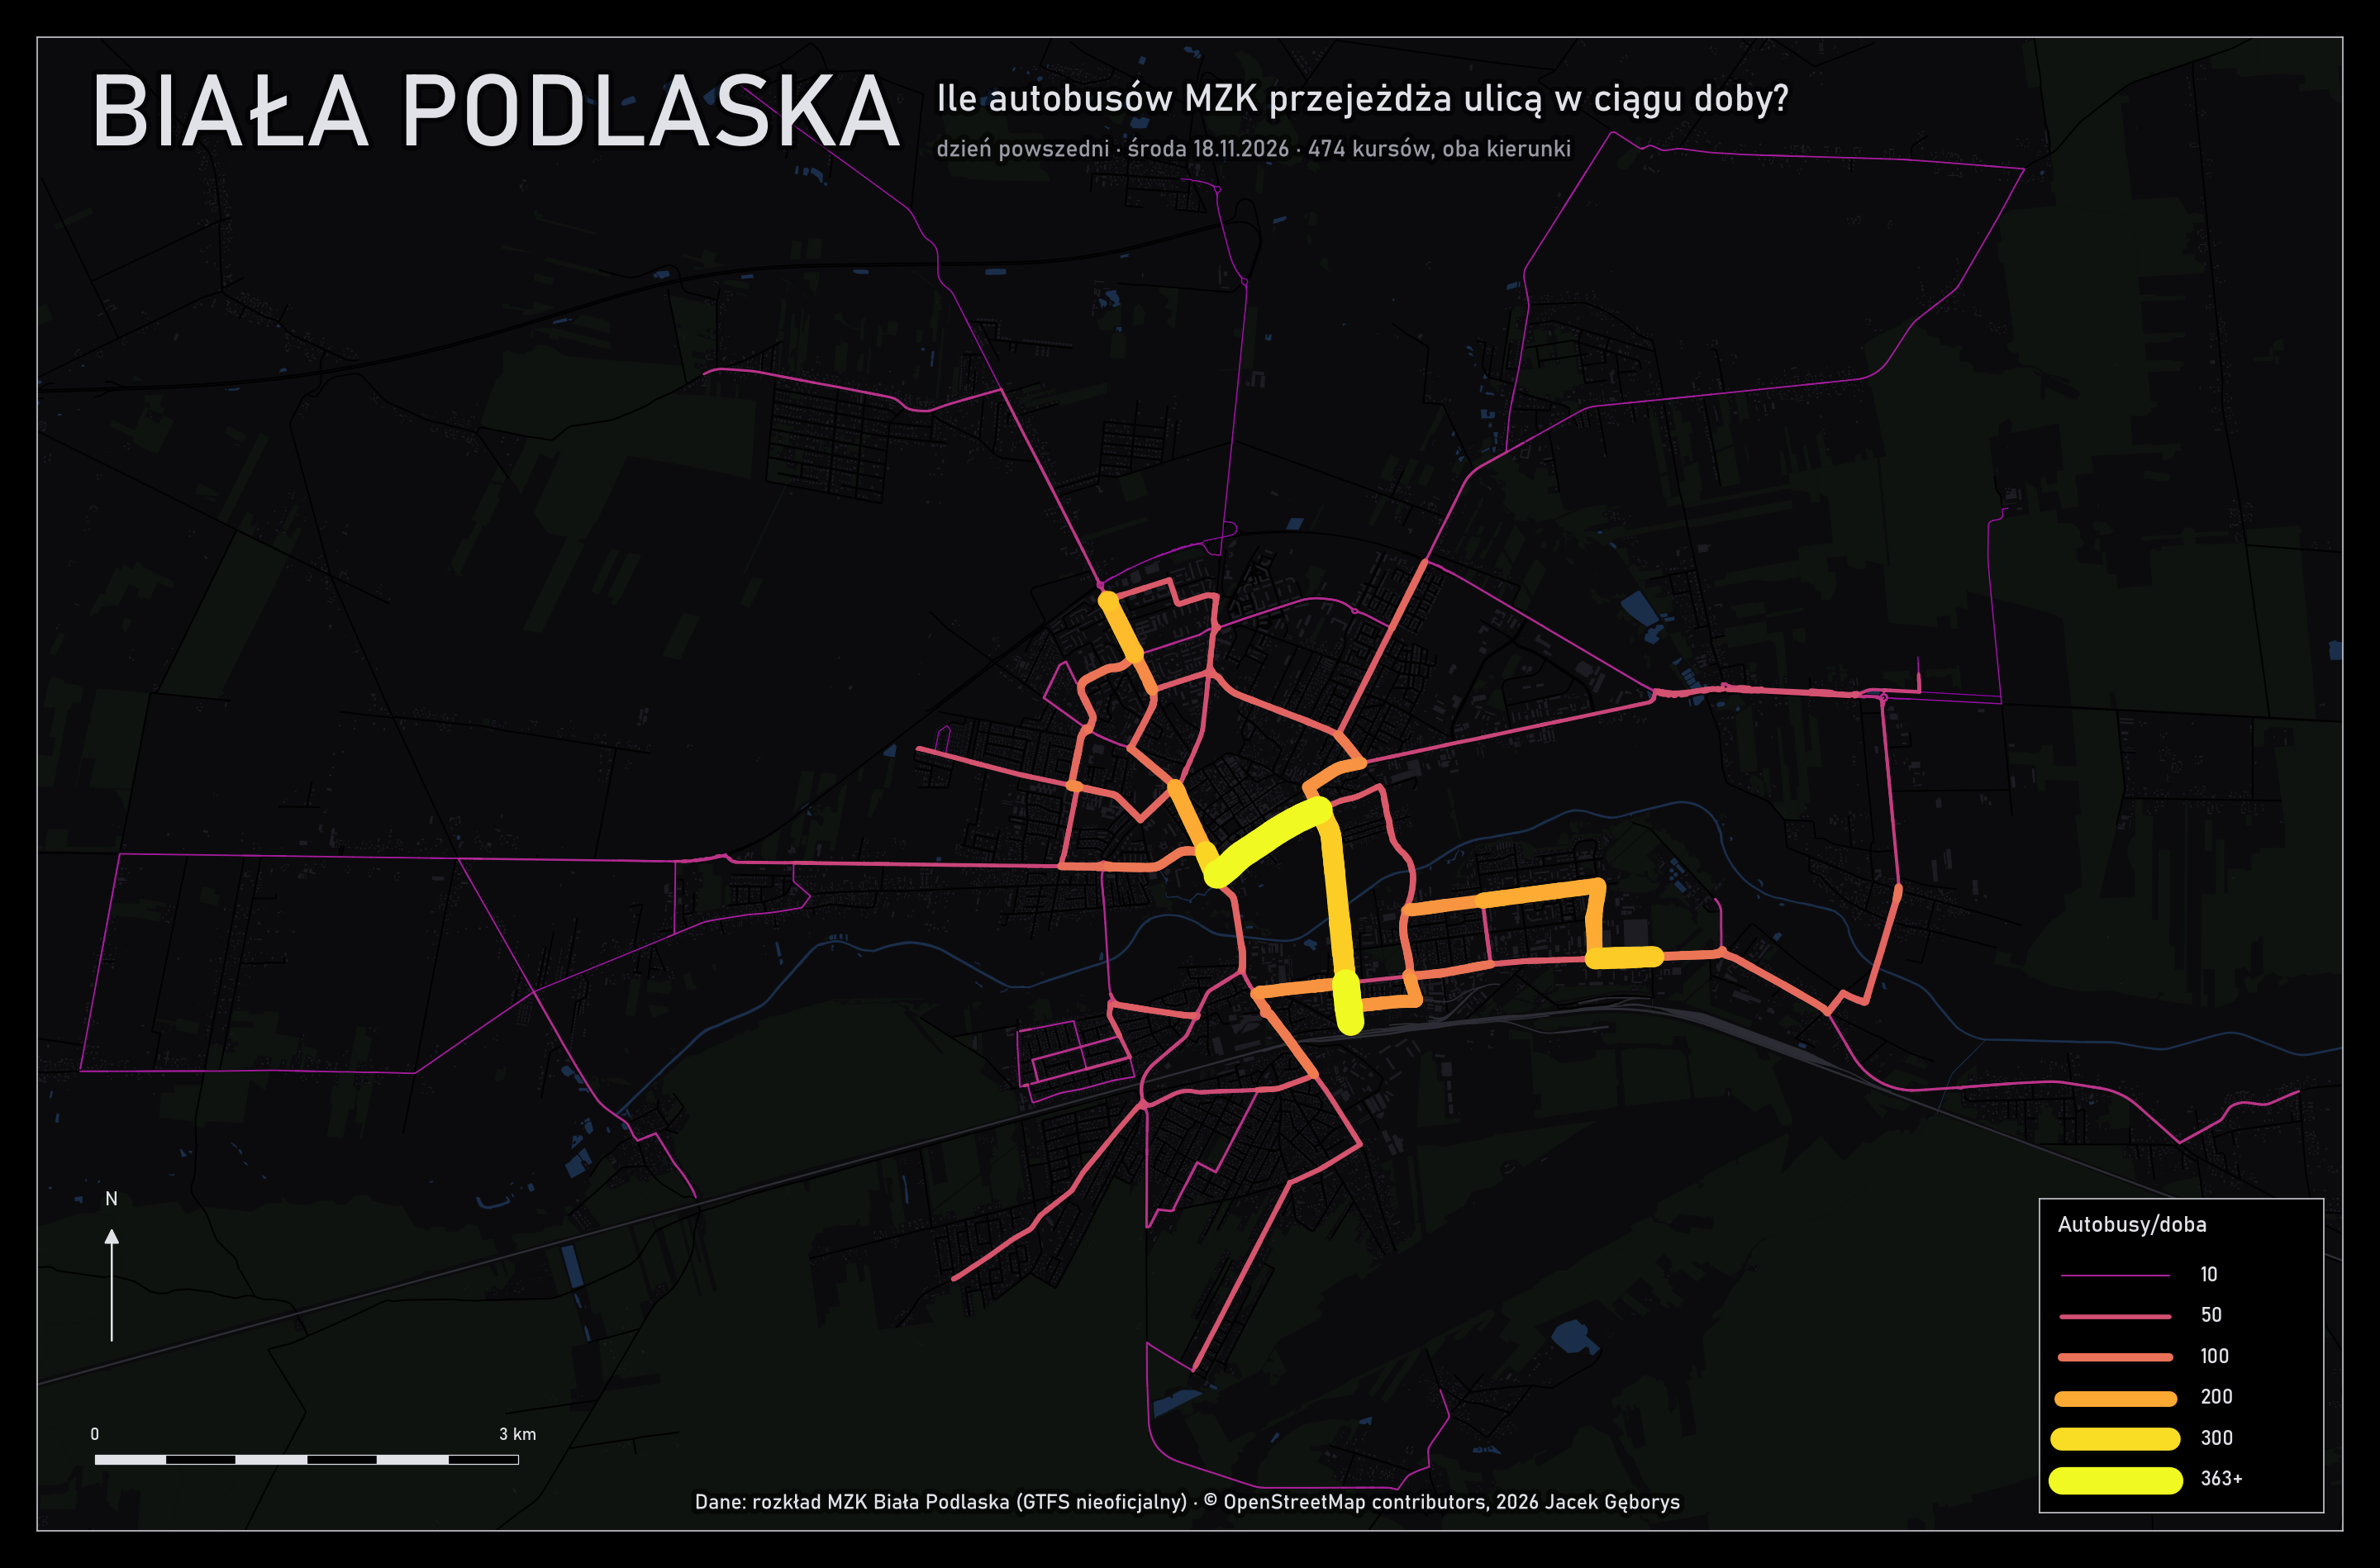 BIAŁA PODLASKA
Ile autobusów MZK przejeżdża ulicą w ciągu doby?
dzień powszedni · środa 18.11.2026 · 474 kursów, oba kierunki
N
0 3 km
Autobusy/doba
10
50
100
200
300
363+
Dane: rozkład MZK Biała Podlaska (GTFS nieoficjalny) · © OpenStreetMap contributors, 2026 Jacek Gęborys